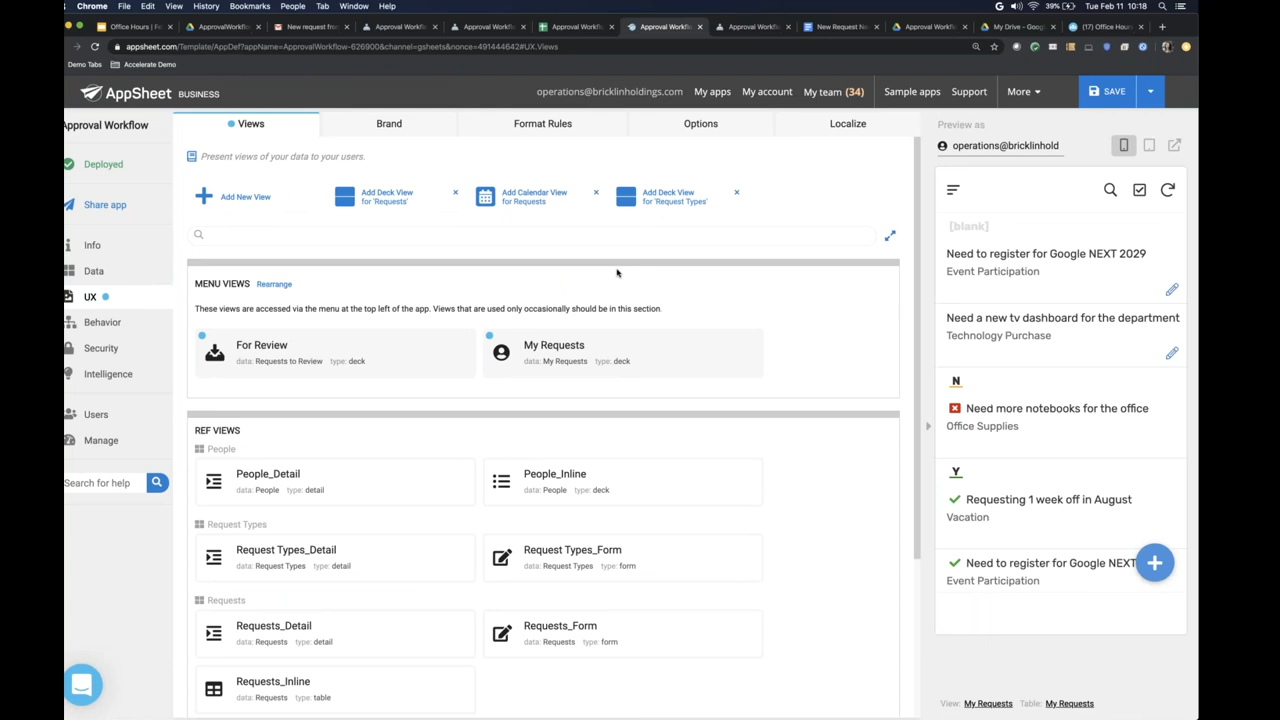 Chrome File Edit View History Bookmarks People Tab Window Help 39% Tue Feb 11 10:18
Office Hours | F ApprovalWorkflow New request from Approval Workfl Approval Workfl Approval Workfl Approval Workfl Approval Workfl New Request Ne Approval Workfl My Drive - Goog (17) Office Hour
appsheet.com/Template/AppDef?appName=ApprovalWorkflow-626900&channel=gsheets&nonce=491444642#UX.Views
Demo Tabs Accelerate Demo
AppSheet BUSINESS operations@bricklinholdings.com My apps My account My team (34) Sample apps Support More SAVE
Approval Workflow
Deployed
Share app
Info
Data
UX
Behavior
Security
Intelligence
Users
Manage
Search for help
Views Brand Format Rules Options Localize
Present views of your data to your users.
Add New View
Add Deck View
for 'Requests'
Add Calendar View
for Requests
Add Deck View
for 'Request Types'
MENU VIEWS Rearrange
These views are accessed via the menu at the top left of the app. Views that are used only occasionally should be in this section.
For Review
data: Requests to Review type: deck
My Requests
data: My Requests type: deck
REF VIEWS
People
People_Detail
data: People type: detail
People_Inline
data: People type: deck
Request Types
Request Types_Detail
data: Request Types type: detail
Request Types_Form
data: Request Types type: form
Requests
Requests_Detail
data: Requests type: detail
Requests_Form
data: Requests type: form
Requests_Inline
data: Requests type: table
Preview as
operations@bricklinhold
[blank]
Need to register for Google NEXT 2029
Event Participation
Need a new tv dashboard for the department
Technology Purchase
N
Need more notebooks for the office
Office Supplies
Y
Requesting 1 week off in August
Vacation
Need to register for Google NEXT
Event Participation
View: My Requests Table: My Requests